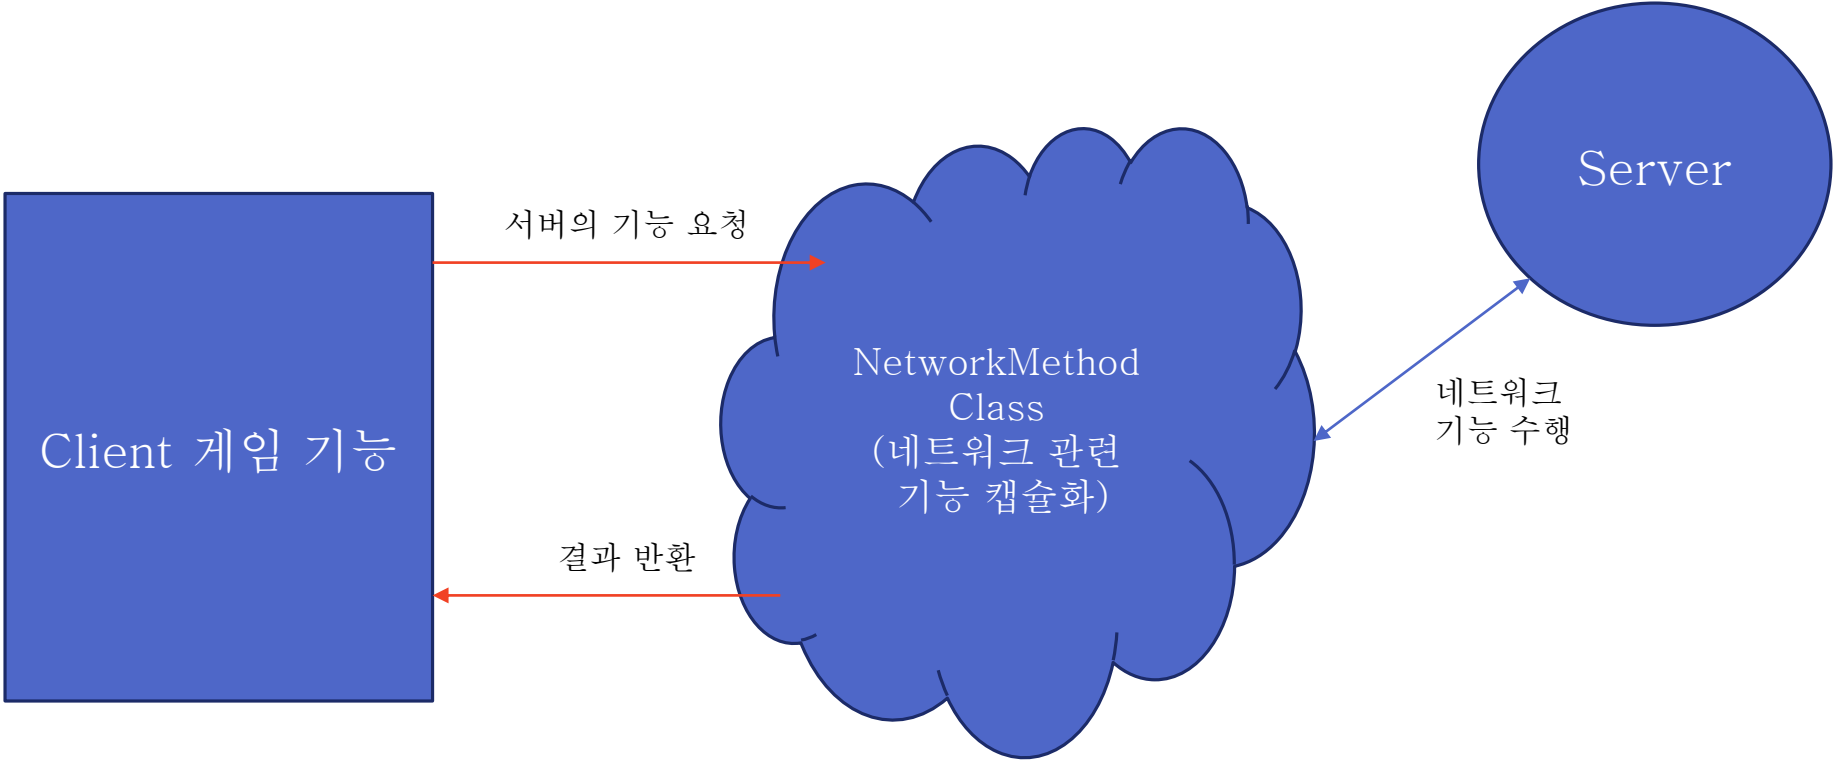 Client 게임 기능
서버의 기능 요청
결과 반환
NetworkMethod
Class
(네트워크 관련
기능 캡슐화)
네트워크
기능 수행
Server